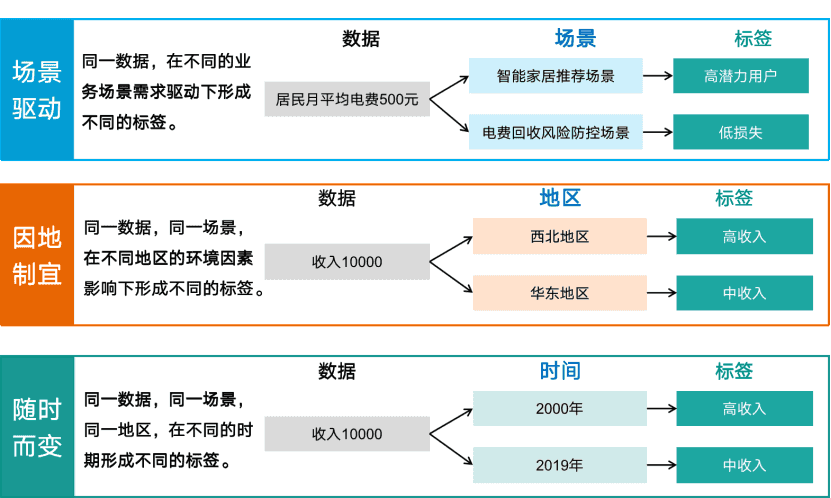 场景
驱动
同一数据，在不同的业
务场景需求驱动下形成
不同的标签。
数据
场景
标签
居民月平均电费500元
智能家居推荐场景
高潜力用户
电费回收风险防控场景
低损失
因地
制宜
同一数据，同一场景，
在不同地区的环境因素
影响下形成不同的标签。
数据
地区
标签
收入10000
西北地区
高收入
华东地区
中收入
随时
而变
同一数据，同一场景，
同一地区，在不同的时
期形成不同的标签。
数据
时间
标签
收入10000
2000年
高收入
2019年
中收入